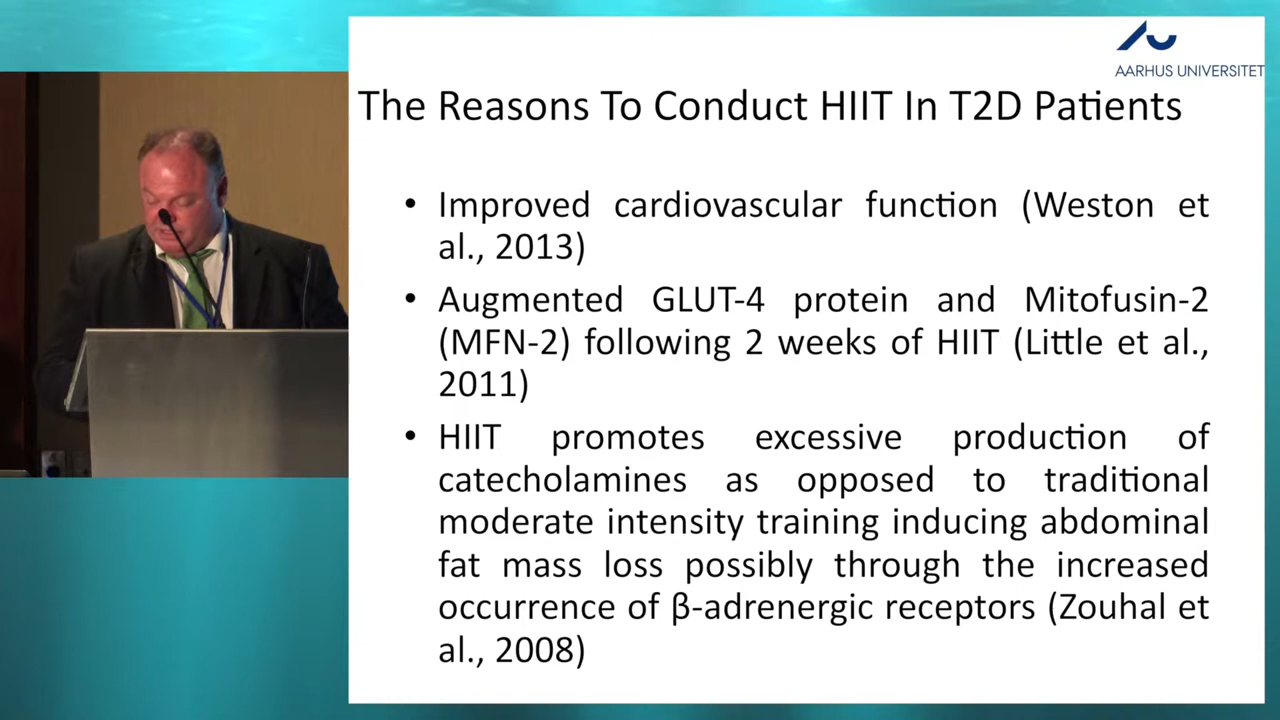 AARHUS UNIVERSITET
The Reasons To Conduct HIIT In T2D Patients
• Improved cardiovascular function (Weston et
al., 2013)
• Augmented GLUT-4 protein and Mitofusin-2
(MFN-2) following 2 weeks of HIIT (Little et al.,
2011)
• HIIT promotes excessive production of
catecholamines as opposed to traditional
moderate intensity training inducing abdominal
fat mass loss possibly through the increased
occurrence of β-adrenergic receptors (Zouhal et
al., 2008)